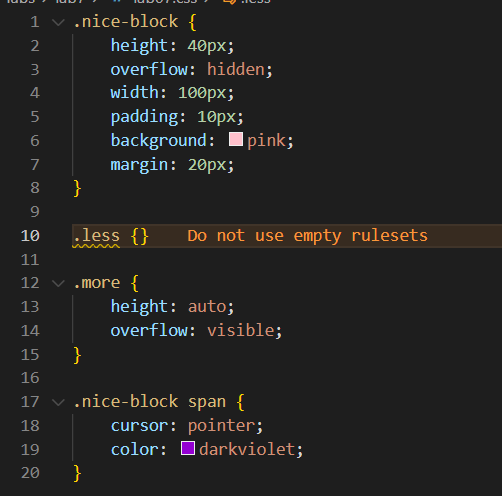 labs > lab7 > lab07.css > .less
1 .nice-block {
2 height: 40px;
3 overflow: hidden;
4 width: 100px;
5 padding: 10px;
6 background: pink;
7 margin: 20px;
8 }
9
10 .less {} Do not use empty rulesets
11
12 .more {
13 height: auto;
14 overflow: visible;
15 }
16
17 .nice-block span {
18 cursor: pointer;
19 color: darkviolet;
20 }